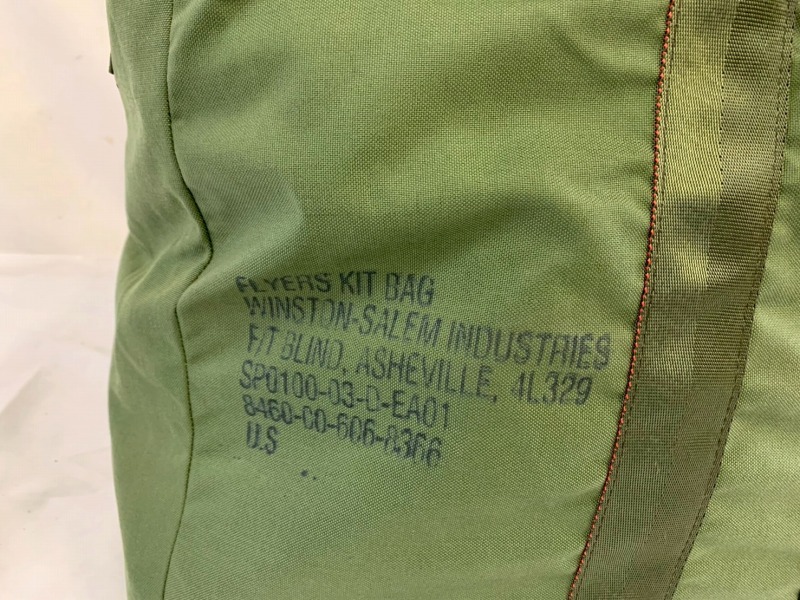 FLYERS KIT BAG
WINSTON-SALEM INDUSTRIES
F/T BLIND, ASHEVILLE, 4L329
SP0100-03-D-EA01
8460-00-606-8366
U.S